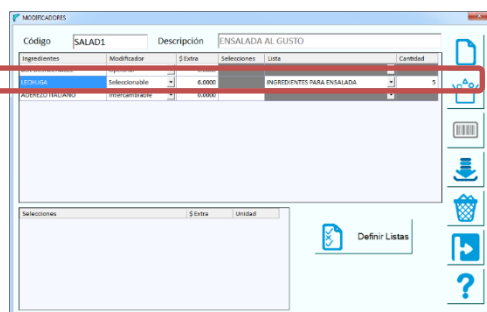 MODIFICADORES
Código SALAD1 Descripción ENSALADA AL GUSTO
Ingredientes Modificador $ Extra Selecciones Lista Cantidad
LECHUGA Seleccionable 6.0000 INGREDIENTES PARA ENSALADA 5
ADEREZO ITALIANO Intercambiable 0.0000
Selecciones $ Extra Unidad
Definir Listas
?